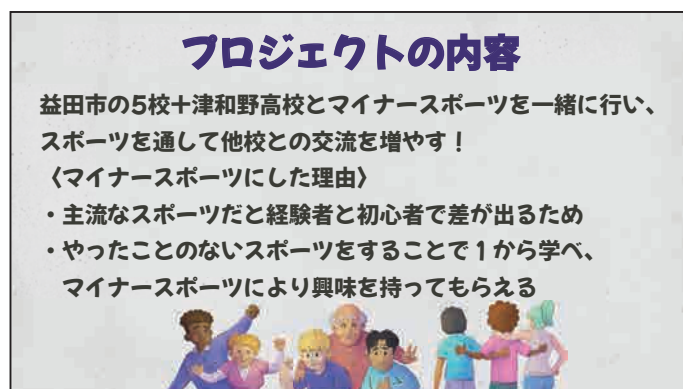 プロジェクトの内容
益田市の5校＋津和野高校とマイナースポーツを一緒に行い、
スポーツを通して他校との交流を増やす！
〈マイナースポーツにした理由〉
・主流なスポーツだと経験者と初心者で差が出るため
・やったことのないスポーツをすることで１から学べ、
マイナースポーツにより興味を持ってもらえる